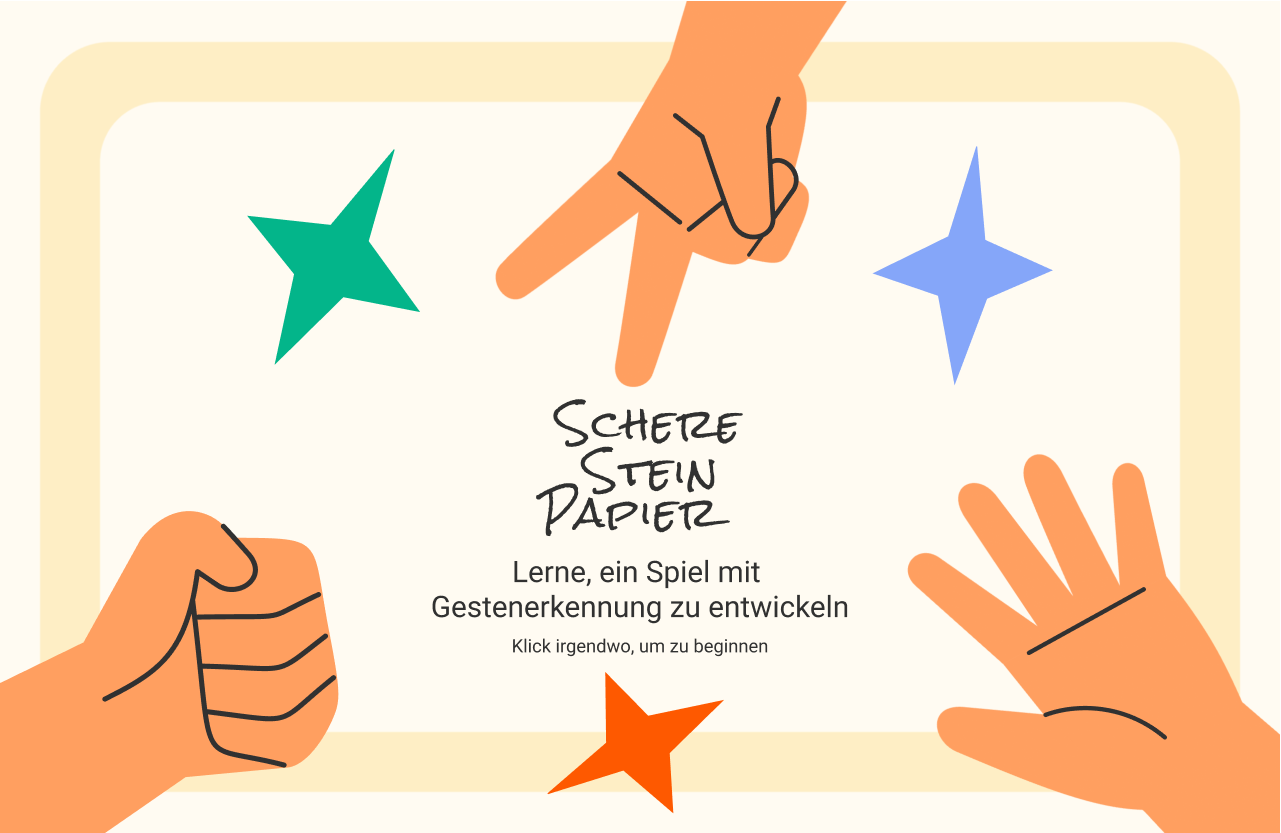 Schere
Stein
Papier
Lerne, ein Spiel mit
Gestenerkennung zu entwickeln
Klick irgendwo, um zu beginnen